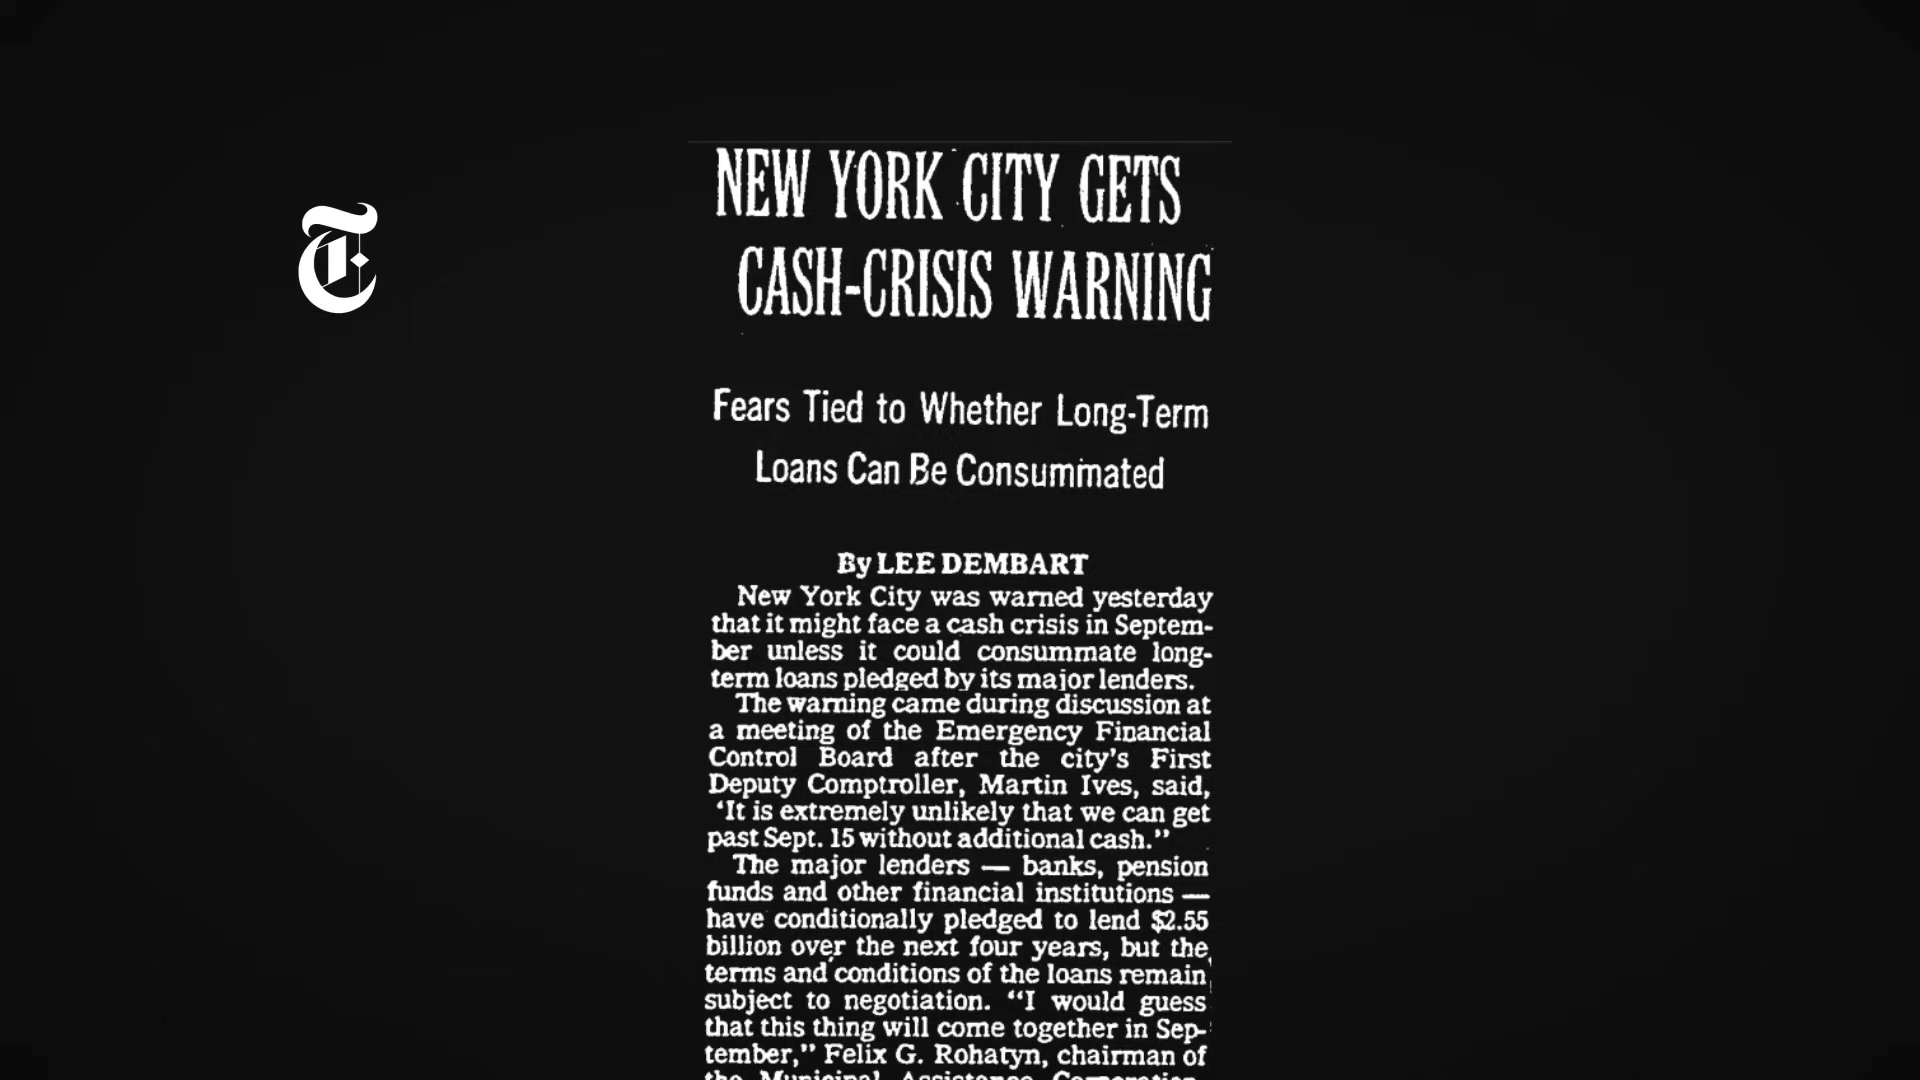 T
NEW YORK CITY GETS
CASH-CRISIS WARNING
Fears Tied to Whether Long-Term
Loans Can Be Consummated
By LEE DEMBART
New York City was warned yesterday
that it might face a cash crisis in Septem-
ber unless it could consummate long-
term loans pledged by its major lenders.
The warning came during discussion at
a meeting of the Emergency Financial
Control Board after the city's First
Deputy Comptroller, Martin Ives, said,
'It is extremely unlikely that we can get
past Sept. 15 without additional cash."
The major lenders — banks, pension
funds and other financial institutions —
have conditionally pledged to lend $2.55
billion over the next four years, but the
terms and conditions of the loans remain
subject to negotiation. "I would guess
that this thing will come together in Sep-
tember," Felix G. Rohatyn, chairman of
the Municipal Assistance Corporation